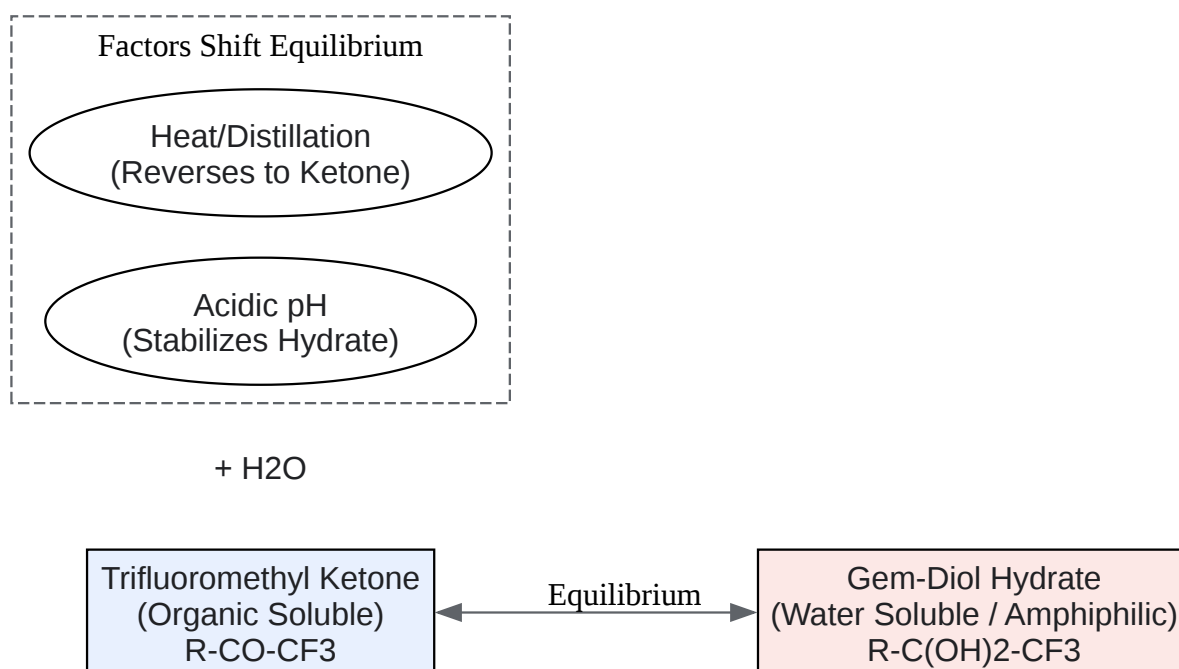 Factors Shift Equilibrium
Heat/Distillation
(Reverses to Ketone)
Acidic pH
(Stabilizes Hydrate)
+ H2O
Trifluoromethyl Ketone
(Organic Soluble)
R-CO-CF3
Equilibrium
Gem-Diol Hydrate
(Water Soluble / Amphiphilic)
R-C(OH)2-CF3